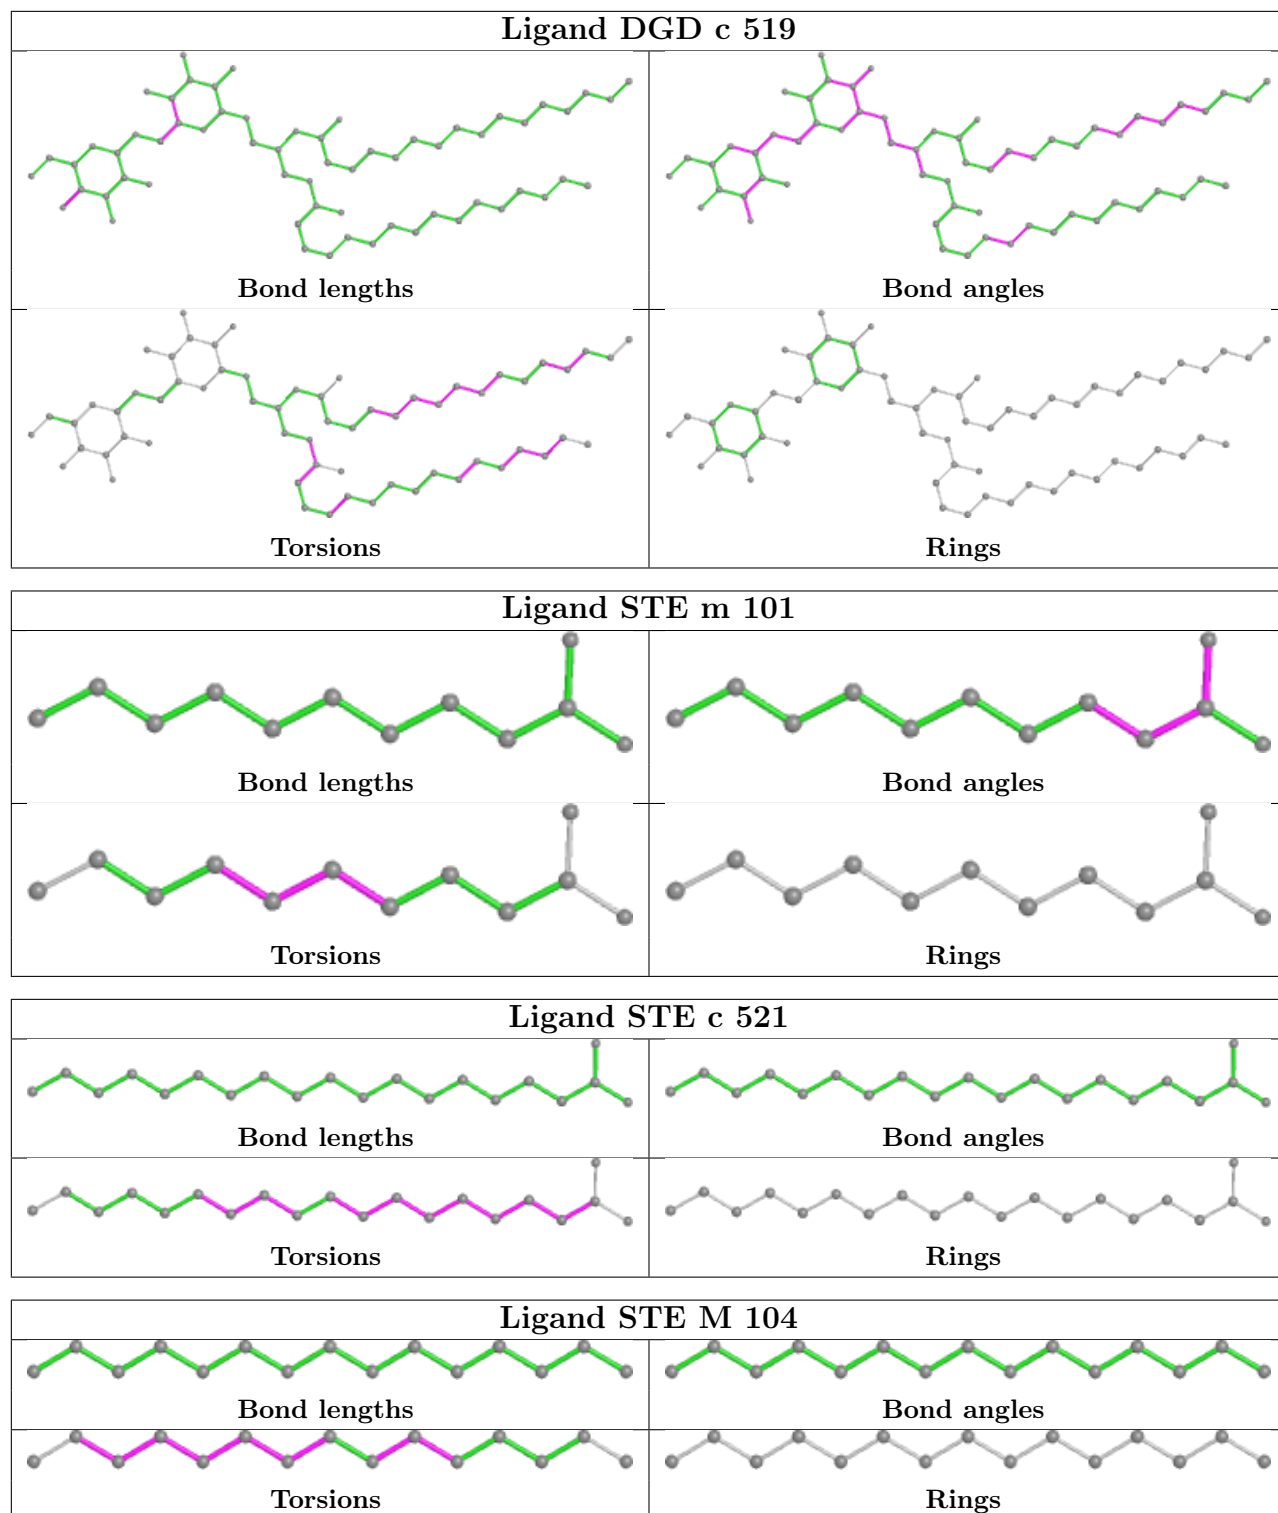 Ligand DGD c 519
Bond lengths
Bond angles
Torsions
Rings
Ligand STE m 101
Bond lengths
Bond angles
Torsions
Rings
Ligand STE c 521
Bond lengths
Bond angles
Torsions
Rings
Ligand STE M 104
Bond lengths
Bond angles
Torsions
Rings